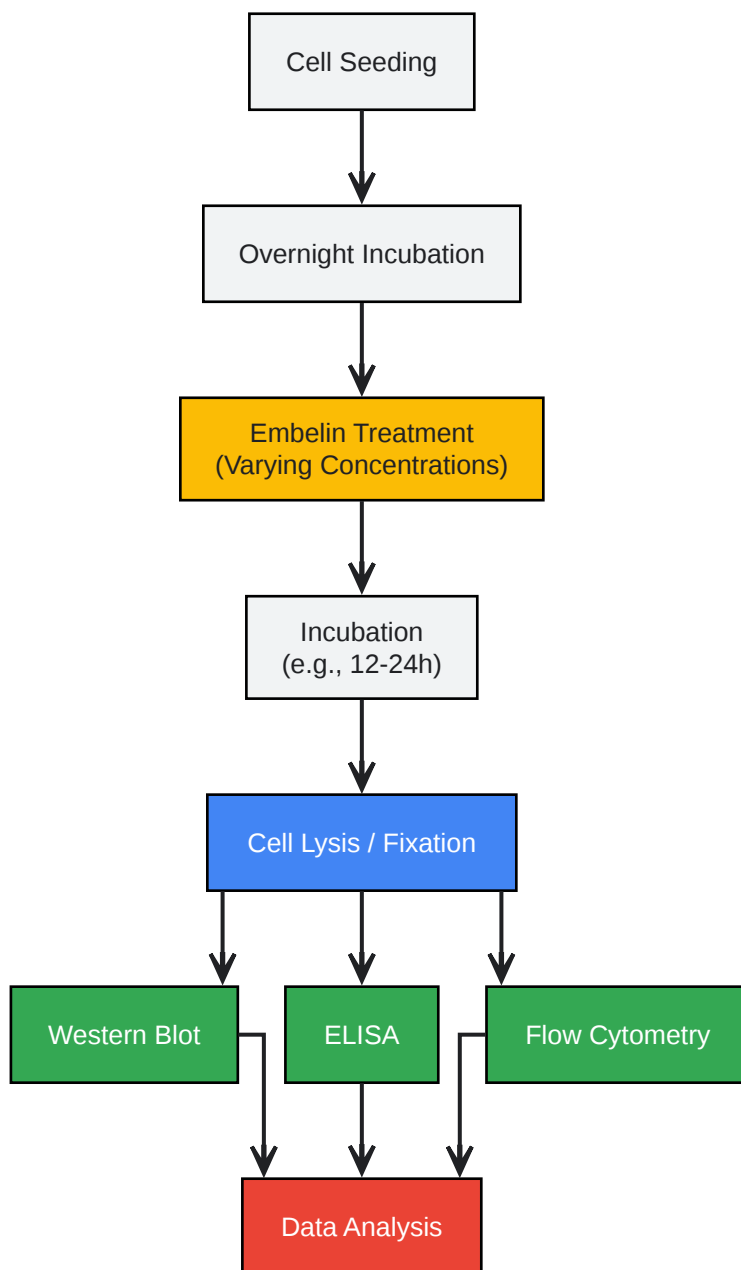 Cell Seeding
Overnight Incubation
Embelin Treatment
(Varying Concentrations)
Incubation
(e.g., 12-24h)
Cell Lysis / Fixation
Western Blot
ELISA
Flow Cytometry
Data Analysis